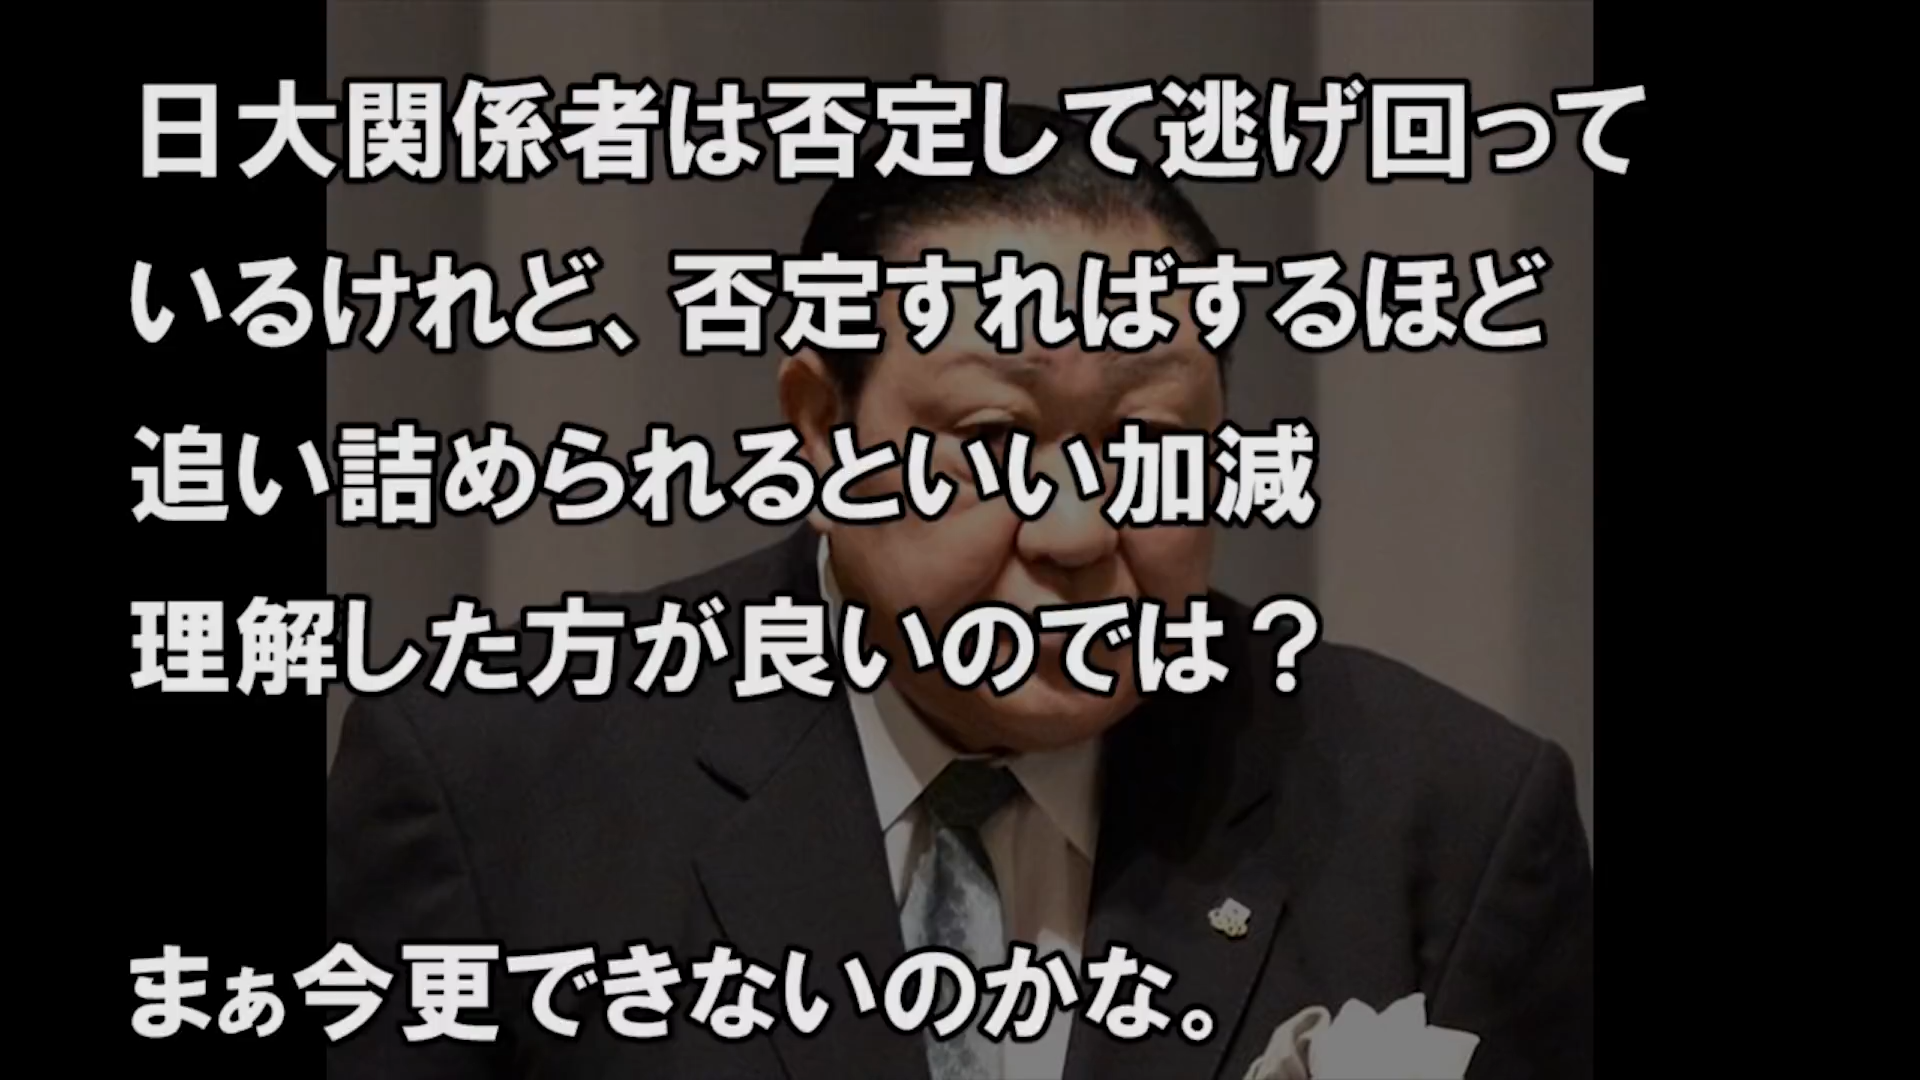 日大関係者は否定して逃げ回って
いるけれど、否定すればするほど
追い詰められるといい加減
理解した方が良いのでは？
まぁ今更できないのかな。